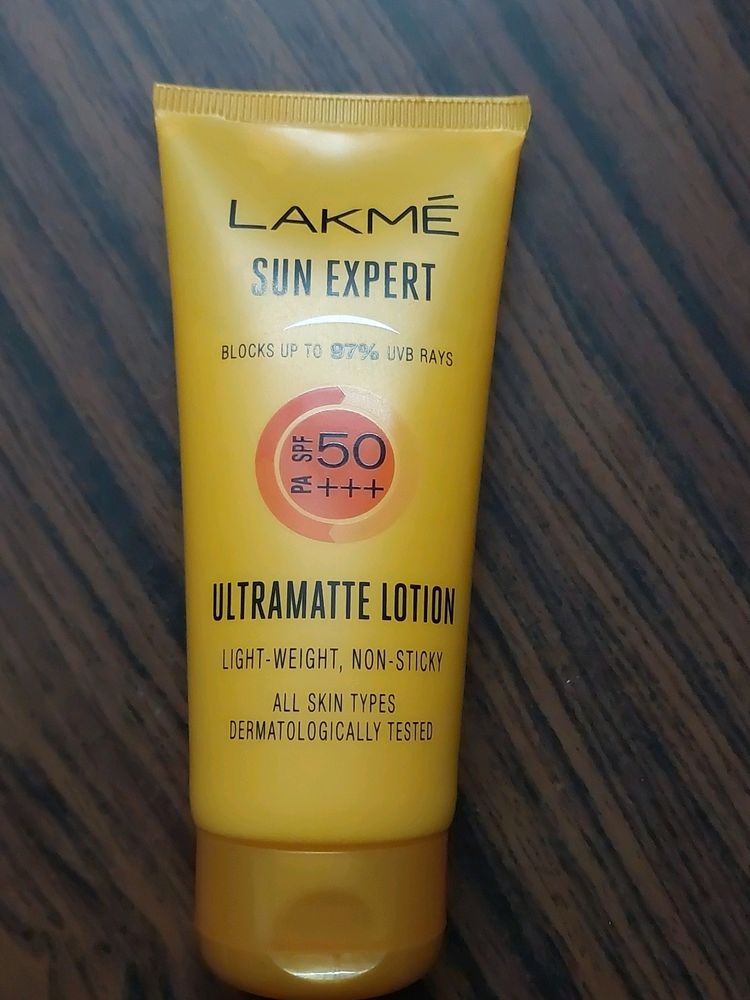 LAKMÉ
SUN EXPERT
BLOCKS UP TO 97% UVB RAYS
SPF 50
PA +++
ULTRAMATTE LOTION
LIGHT-WEIGHT, NON-STICKY
ALL SKIN TYPES
DERMATOLOGICALLY TESTED